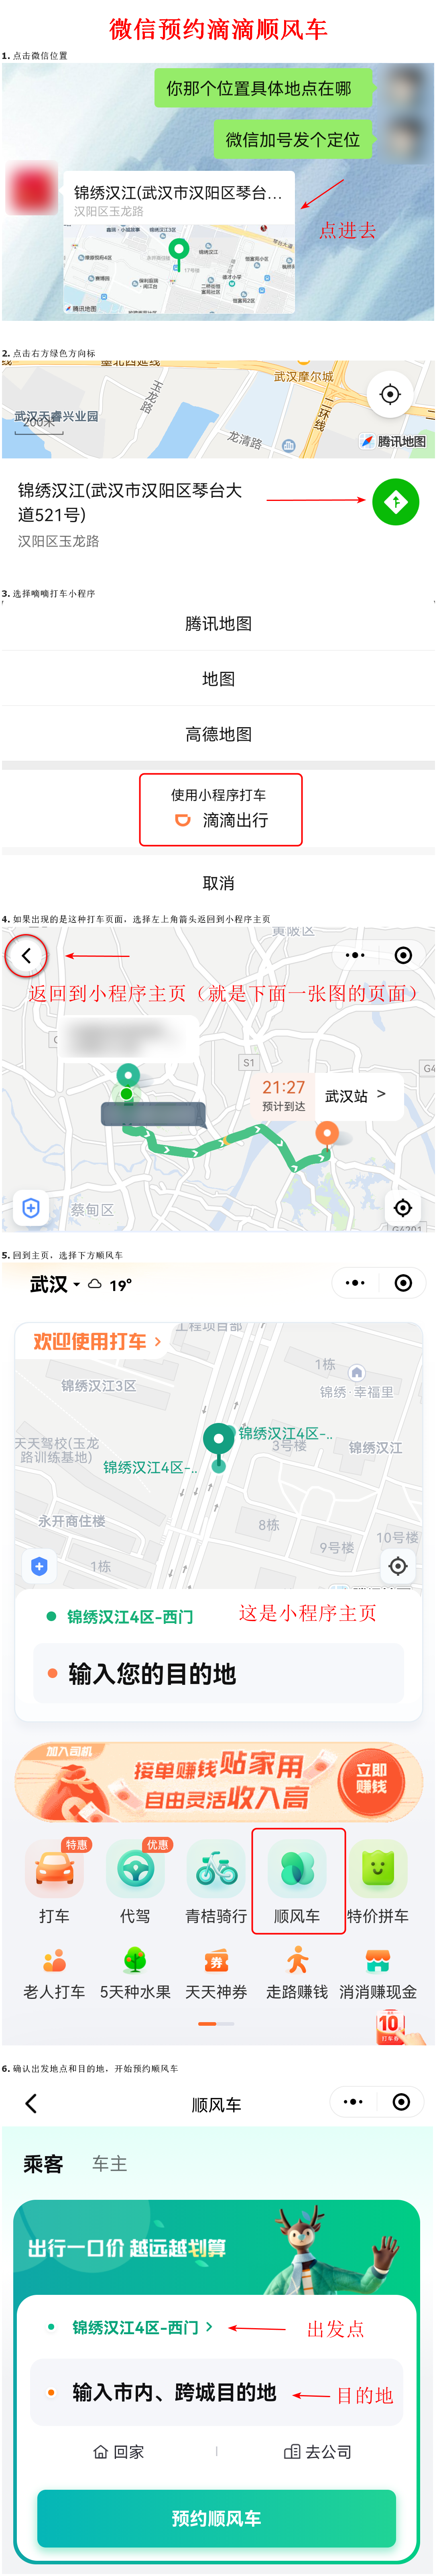 微信预约滴滴顺风车
1. 点击微信位置
你那个位置具体地点在哪
微信加号发个定位
锦绣汉江(武汉市汉阳区琴台...
汉阳区玉龙路
点进去
腾讯地图
2. 点击右方绿色方向标
武汉摩尔城
玉龙路
武汉天睿兴业园
200米
二环线
龙清路
腾讯地图
锦绣汉江(武汉市汉阳区琴台大
道521号)
汉阳区玉龙路
3. 选择嘀嘀打车小程序
腾讯地图
地图
高德地图
使用小程序打车
滴滴出行
取消
4. 如果出现的是这种打车页面，选择左上角箭头返回到小程序主页
黄陂区
返回到小程序主页（就是下面一张图的页面）
S1
G4
21:27
预计到达
武汉站 >
蔡甸区
G4201
5. 回到主页，选择下方顺风车
武汉 19°
工程项目部
欢迎使用打车 >
1栋
锦绣汉江3区
锦绣·幸福里
锦绣汉江4区-..
天天驾校(玉龙
路训练基地)
3号楼
锦绣汉江
锦绣汉江4区-..
永开商住楼
8栋
10号楼
9号楼
1栋
锦绣汉江4区-西门
这是小程序主页
输入您的目的地
加入司机
接单赚钱贴家用
自由灵活收入高
立即
赚钱
特惠
优惠
打车
代驾
青桔骑行
顺风车
特价拼车
券
老人打车
5天种水果
天天神券
走路赚钱
消消赚现金
10
打车券
6. 确认出发地点和目的地，开始预约顺风车
顺风车
乘客
车主
出行一口价 越远越划算
锦绣汉江4区-西门 >
出发点
输入市内、跨城目的地
目的地
回家
去公司
预约顺风车